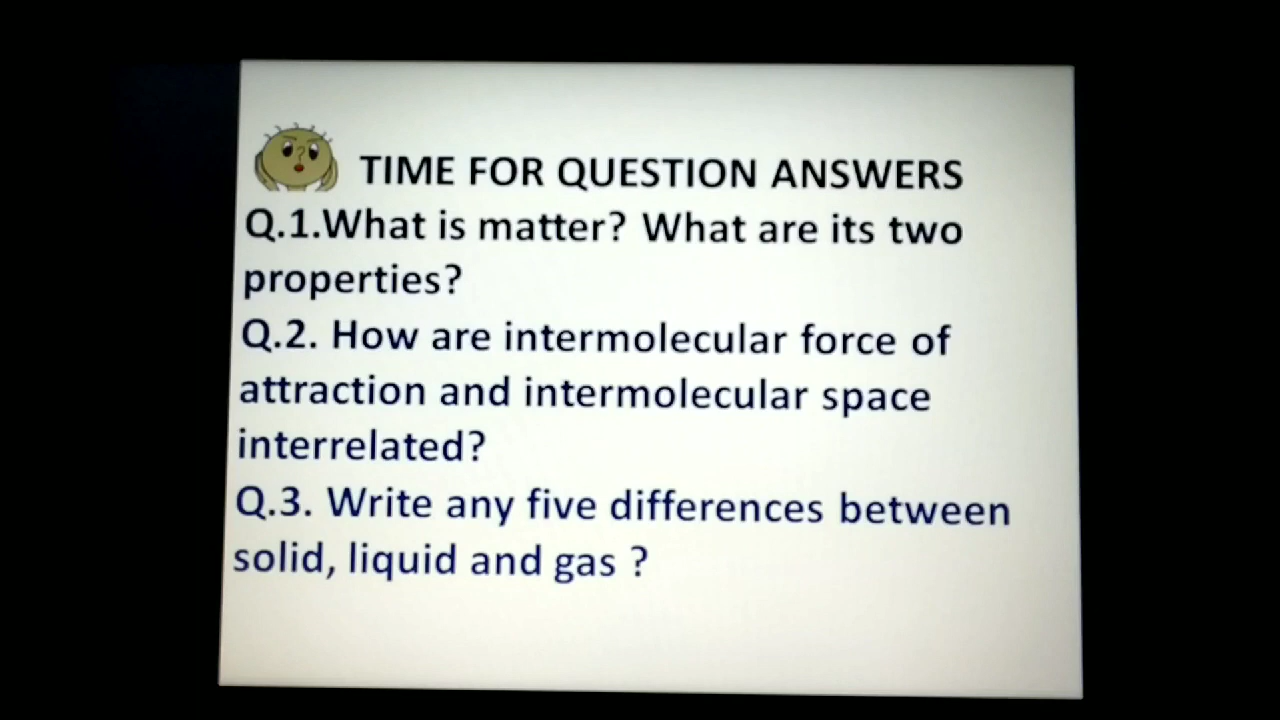 TIME FOR QUESTION ANSWERS
Q.1.What is matter? What are its two
properties?
Q.2. How are intermolecular force of
attraction and intermolecular space
interrelated?
Q.3. Write any five differences between
solid, liquid and gas ?